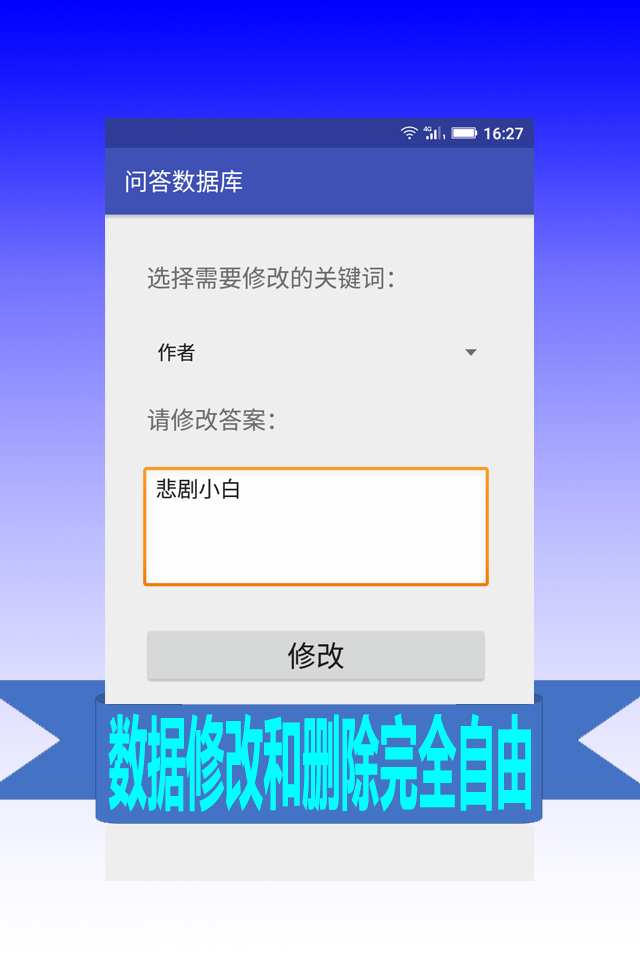 4G 1 16:27
问答数据库
选择需要修改的关键词：
作者
请修改答案：
悲剧小白
修改
数据修改和删除完全自由